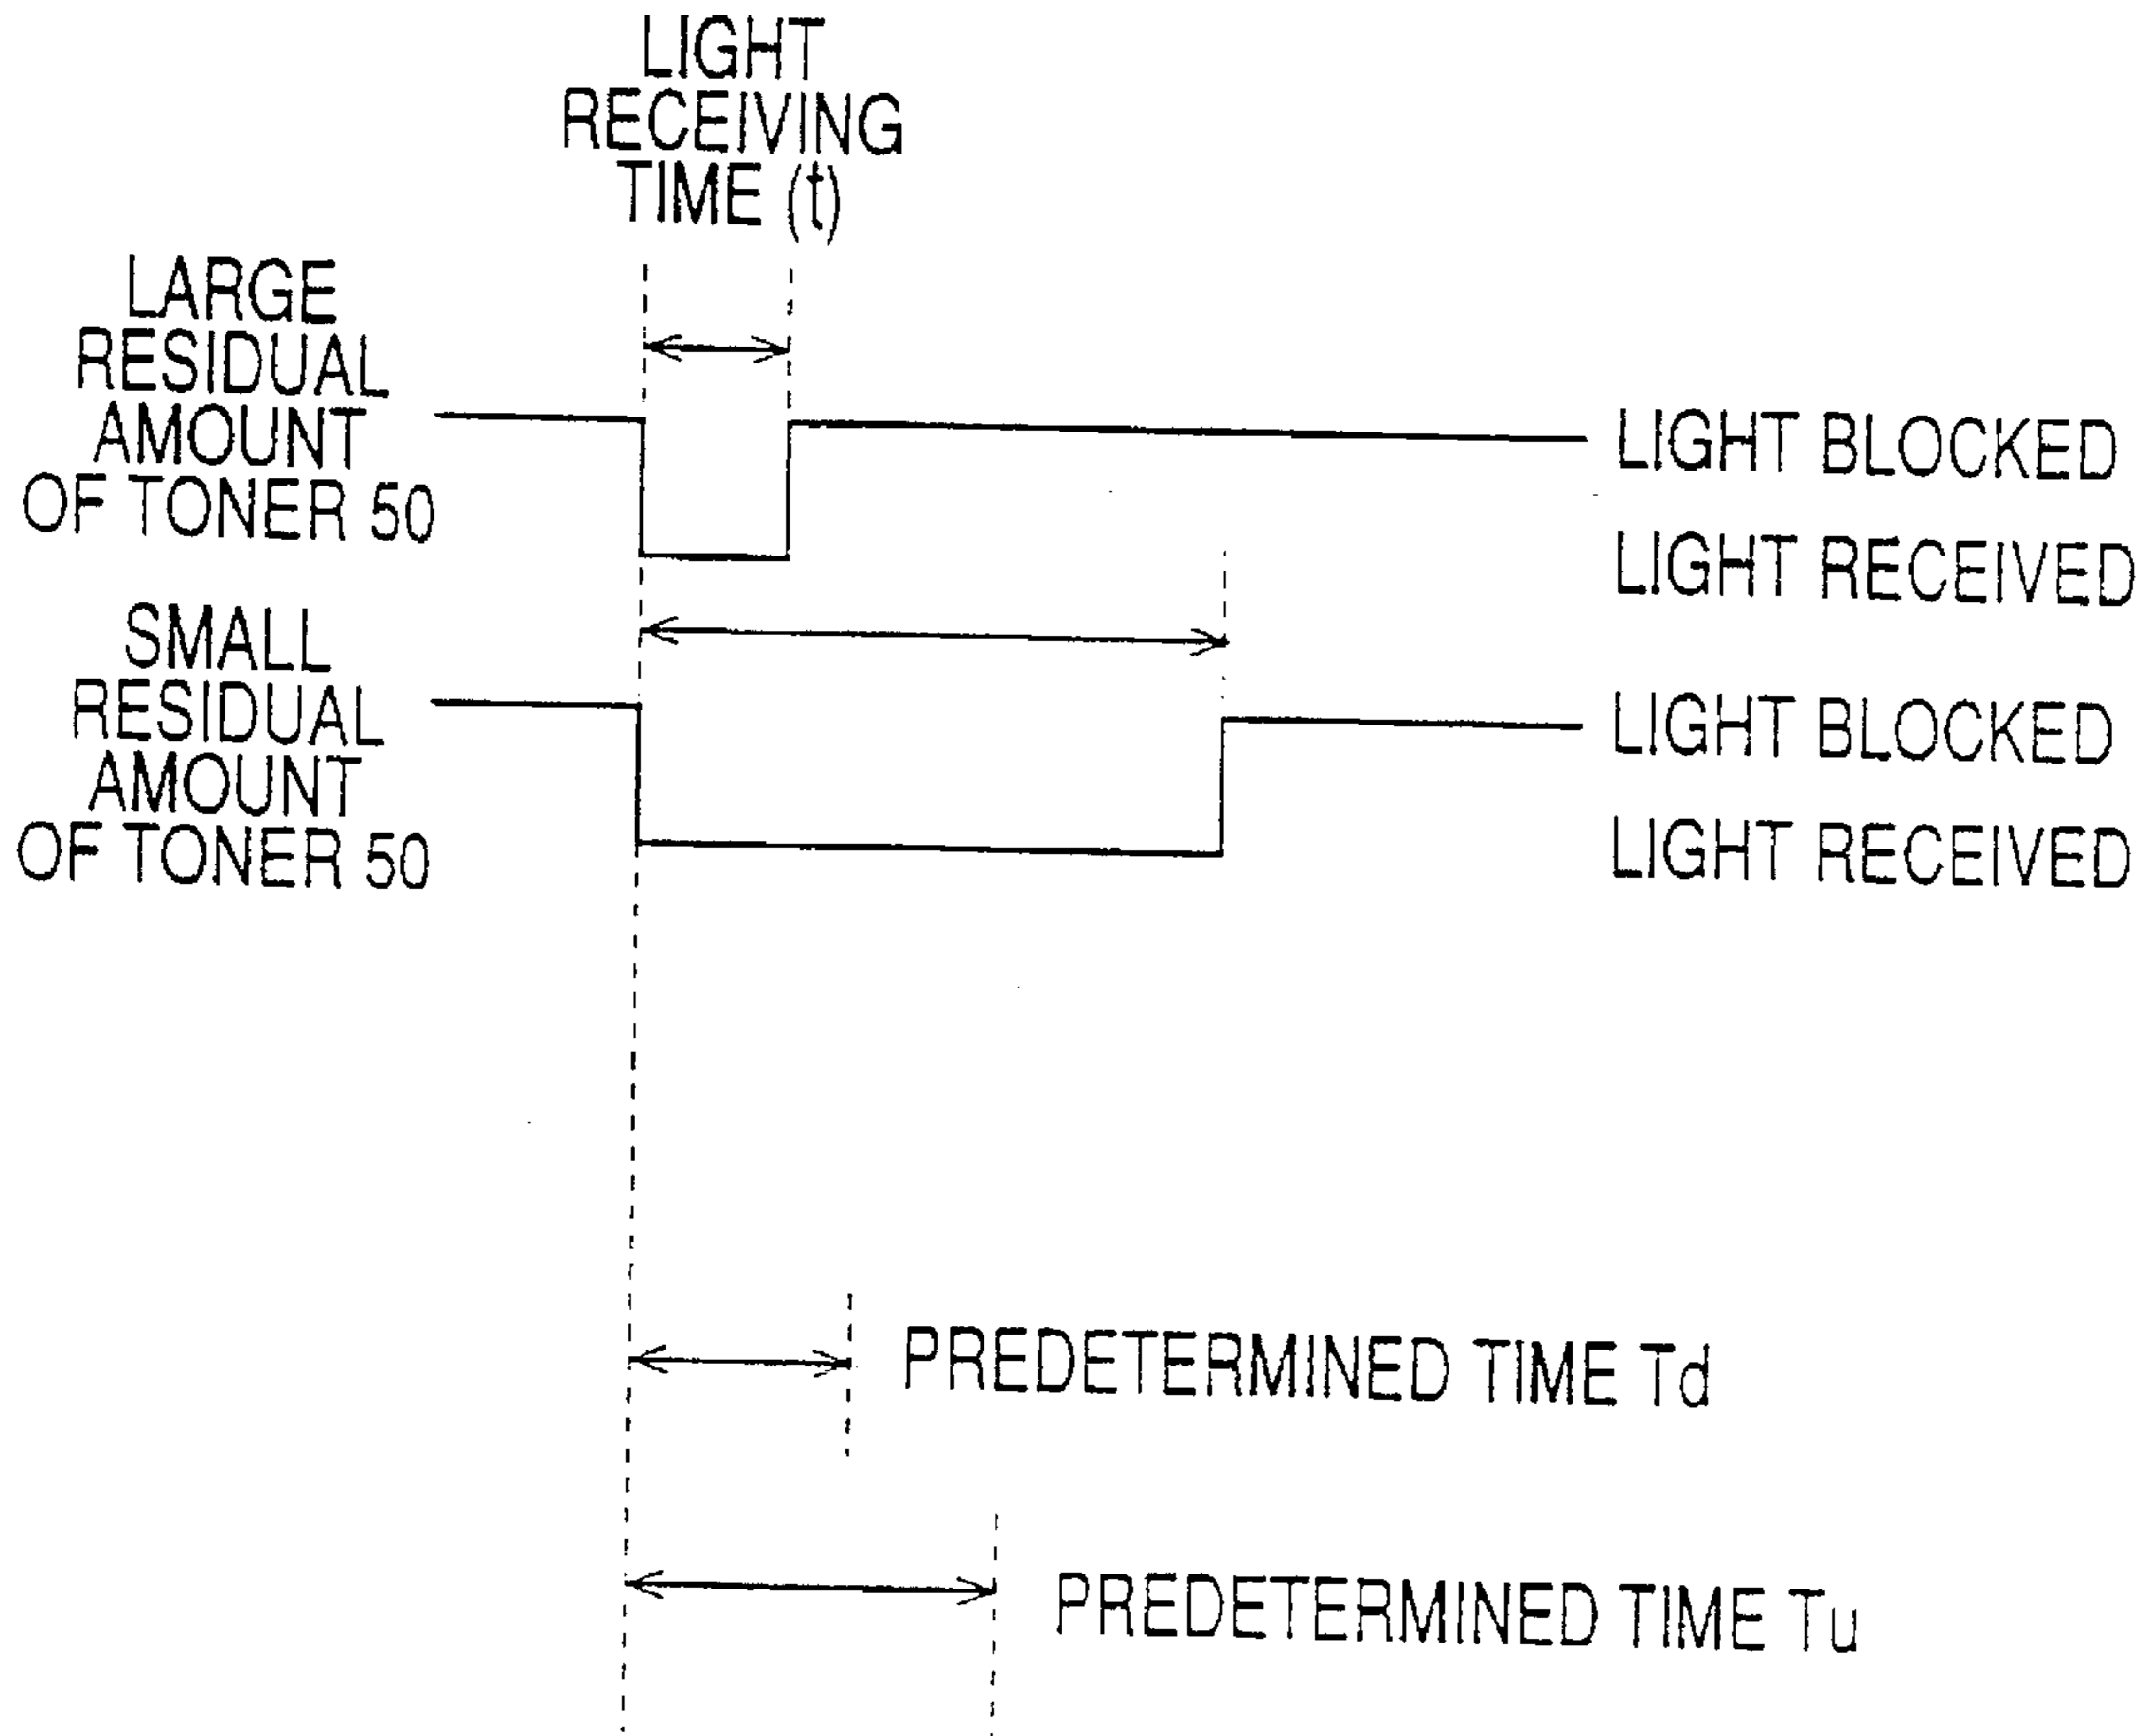 LIGHT
RECEIVING
TIME (t)
LARGE
RESIDUAL
AMOUNT
OF TONER 50
LIGHT BLOCKED
LIGHT RECEIVED
SMALL
RESIDUAL
AMOUNT
OF TONER 50
LIGHT BLOCKED
LIGHT RECEIVED
PREDETERMINED TIME Td
PREDETERMINED TIME Tu